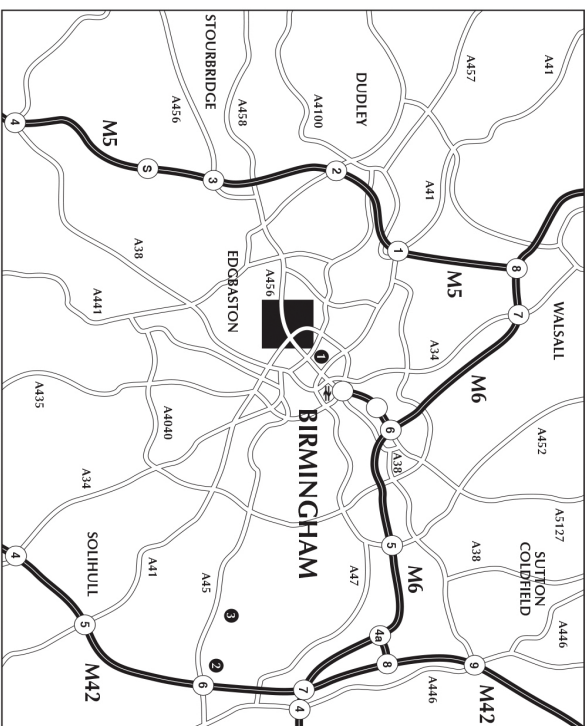 A446
A5127
WALSALL
A41
SUTTON
COLDFIELD
A452
7
8
M42
M6
A38
9
A457
M5
A34
A446
A41
M6
1
A38
6
5
8
4a
DUDLEY
A47
2
1
A4100
BIRMINGHAM
7
4
A456
A458
EDGBASTON
3
2
3
STOURBRIDGE
A45
6
A456
A4040
A41
S
A38
M5
A441
SOLIHULL
M42
A34
5
A435
4
4